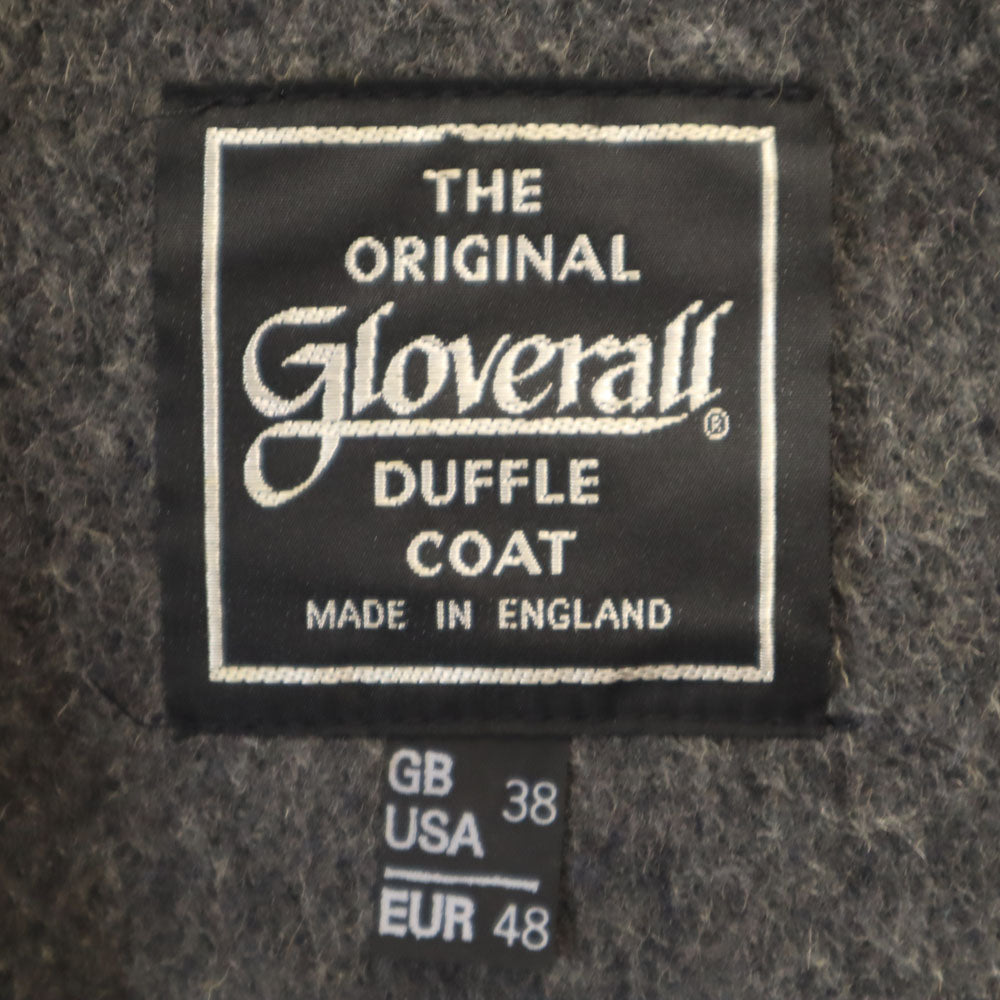 THE
ORIGINAL
Gloverall®
DUFFLE
COAT
MADE IN ENGLAND
GB
USA 38
EUR 48